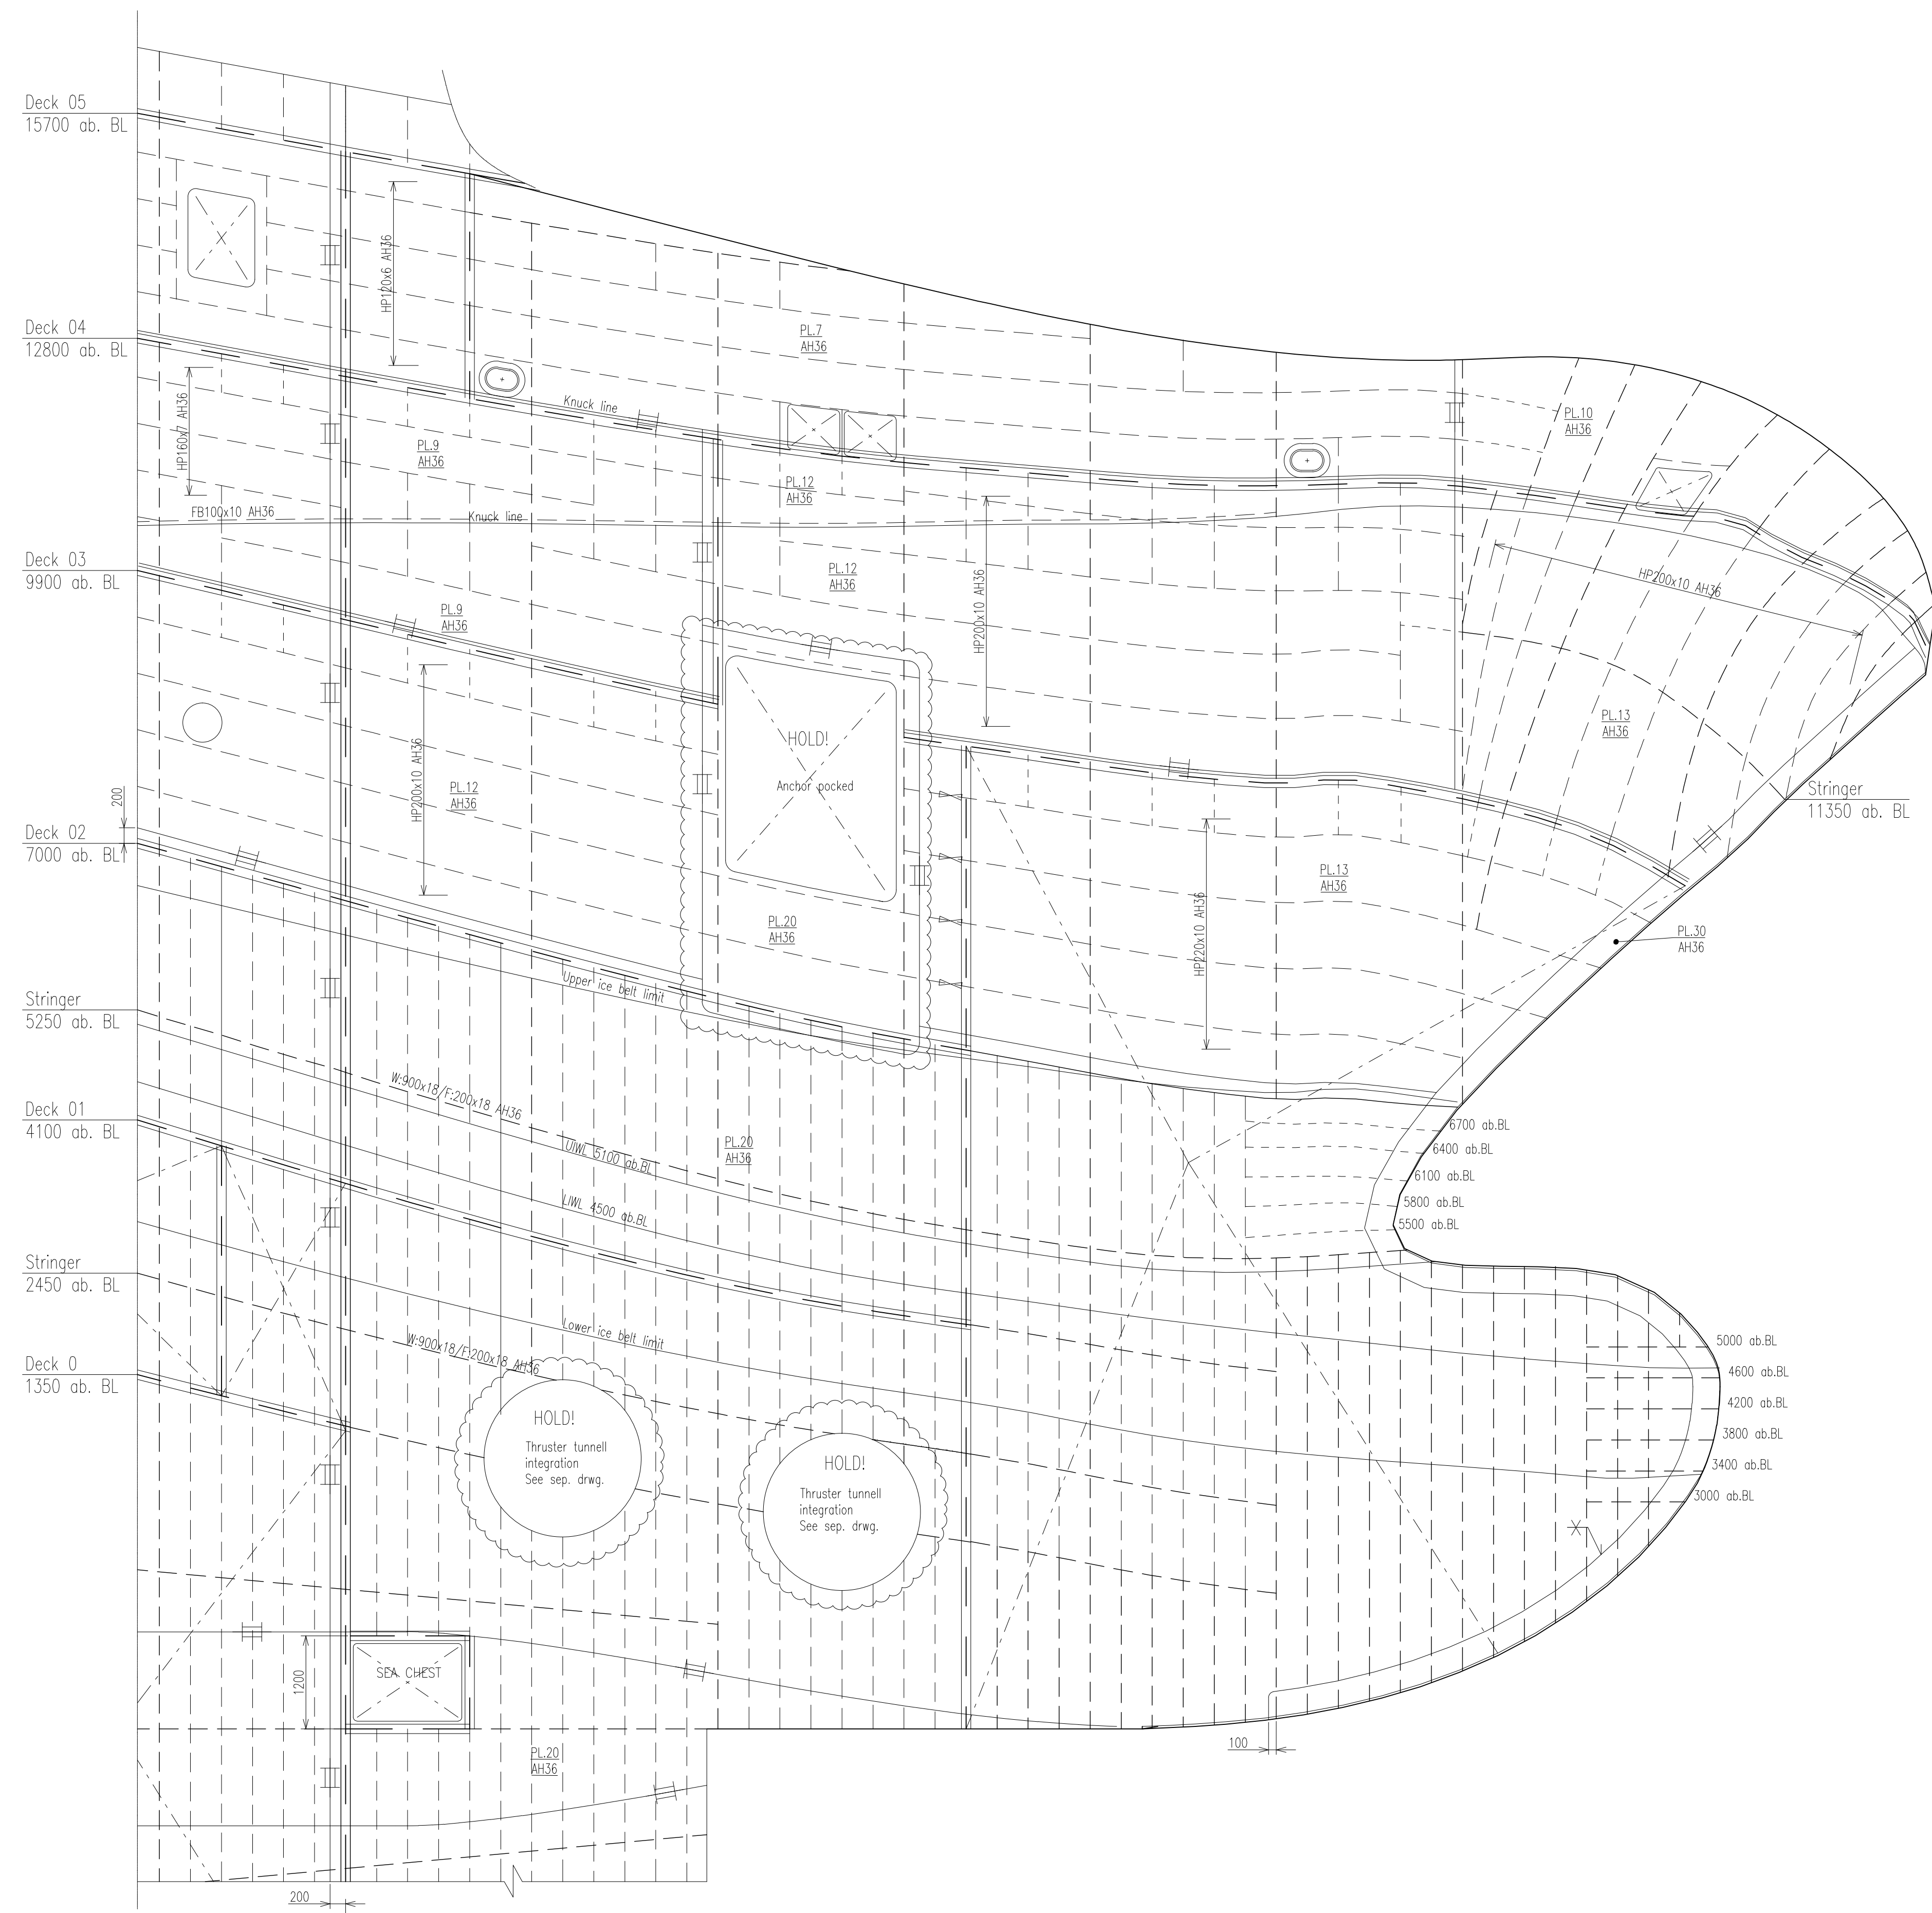 Deck 05
15700 ab. BL
HP120x6 AH36
Deck 04
12800 ab. BL
PL.7
AH36
Knuck line
PL.10
AH36
HP160x7 AH36
PL.9
AH36
PL.12
AH36
FB100x10 AH36
Knuck line
Deck 03
9900 ab. BL
PL.9
AH36
PL.12
AH36
HP200x10 AH36
HP200x10 AH36
PL.13
AH36
HOLD!
Anchor pocked
HP200x10 AH36
PL.12
AH36
Stringer
11350 ab. BL
200
Deck 02
7000 ab. BL
PL.13
AH36
HP220x10 AH36
PL.20
AH36
PL.30
AH36
Upper ice belt limit
Stringer
5250 ab. BL
W:900x18/F:200x18 AH36
Deck 01
4100 ab. BL
UIWL 5100 ab.BL
PL.20
AH36
6700 ab.BL
6400 ab.BL
6100 ab.BL
5800 ab.BL
5500 ab.BL
LIWL 4500 ab.BL
Stringer
2450 ab. BL
Lower ice belt limit
W:900x18/F:200x18 AH36
5000 ab.BL
4600 ab.BL
4200 ab.BL
3800 ab.BL
3400 ab.BL
3000 ab.BL
Deck 0
1350 ab. BL
HOLD!
Thruster tunnell
integration
See sep. drwg.
HOLD!
Thruster tunnell
integration
See sep. drwg.
X
SEA CHEST
1200
PL.20
AH36
100
200